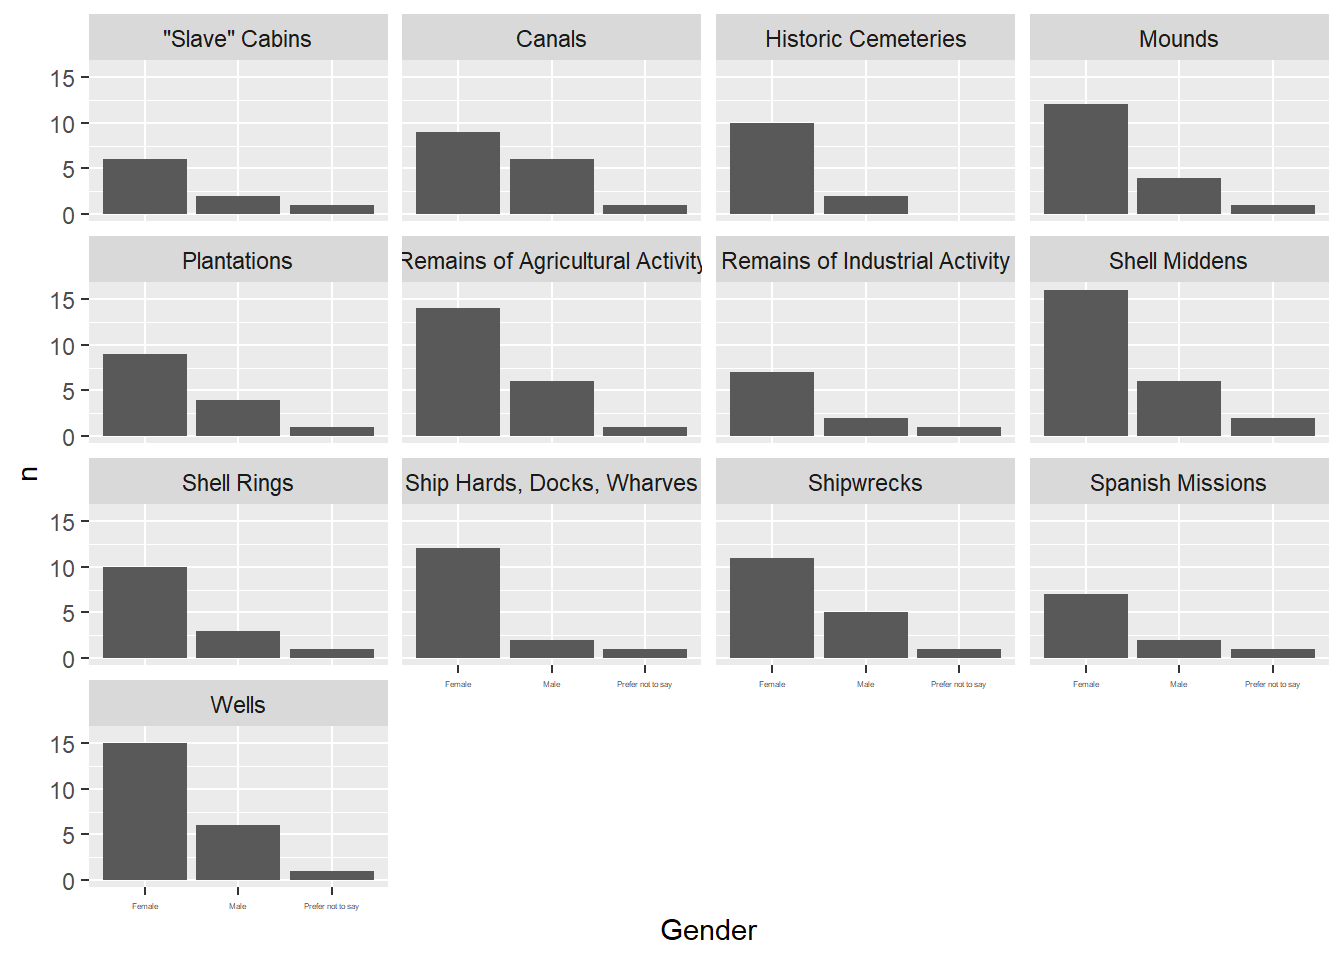 "Slave" Cabins
Canals
Historic Cemeteries
Mounds
15
10
5
0
Plantations
Remains of Agricultural Activity
Remains of Industrial Activity
Shell Middens
15
10
5
0
Shell Rings
Ship Hards, Docks, Wharves
Shipwrecks
Spanish Missions
15
10
5
0
Female
Male
Prefer not to say
Female
Male
Prefer not to say
Female
Male
Prefer not to say
Wells
15
10
5
0
Female
Male
Prefer not to say
n
Gender